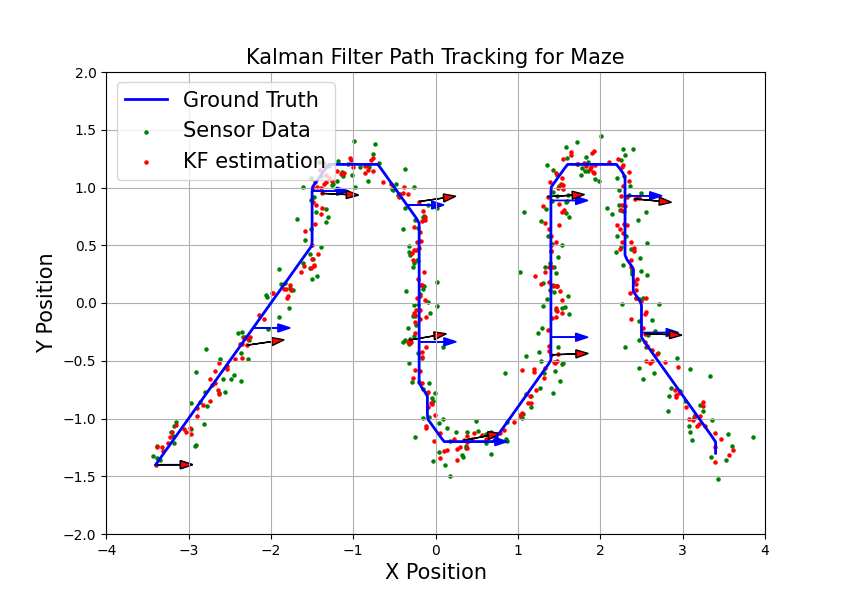 Kalman Filter Path Tracking for Maze
2.0
1.5
1.0
0.5
0.0
−0.5
−1.0
−1.5
−2.0
Y Position
Ground Truth
Sensor Data
KF estimation
−4 −3 −2 −1 0 1 2 3 4
X Position